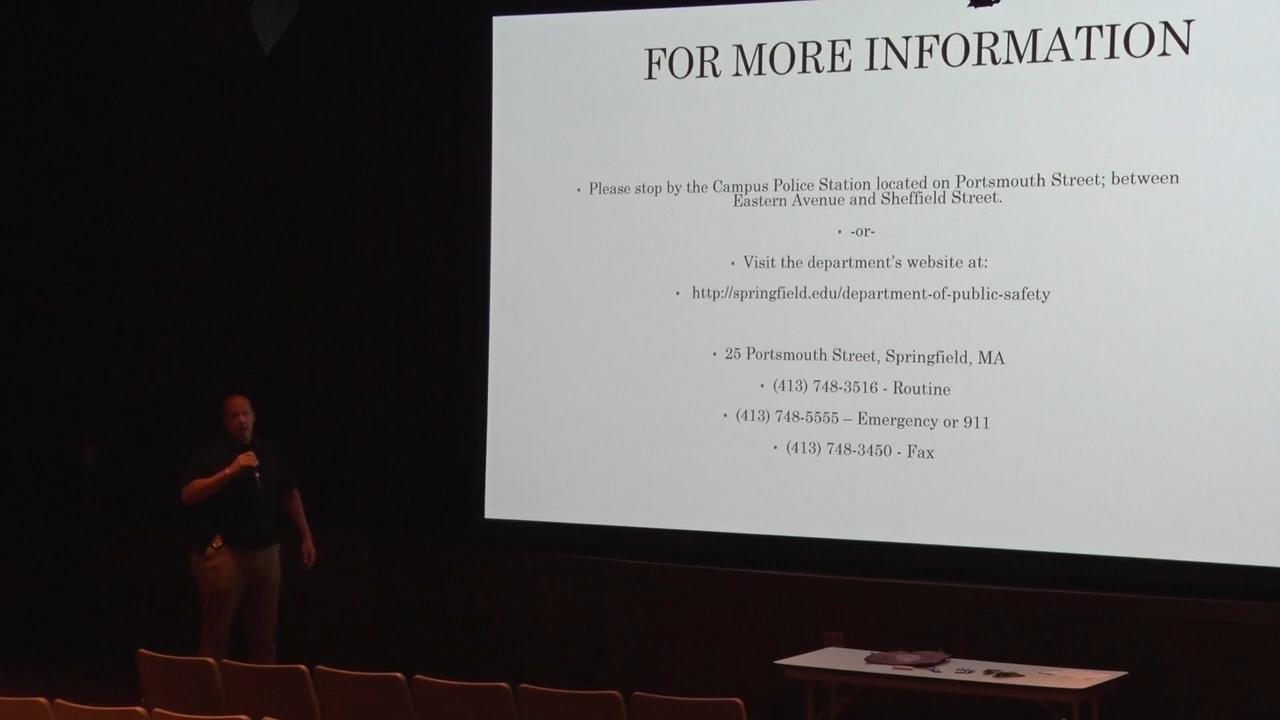 FOR MORE INFORMATION
• Please stop by the Campus Police Station located on Portsmouth Street; between
Eastern Avenue and Sheffield Street.
• -or-
• Visit the department's website at:
• http://springfield.edu/department-of-public-safety
• 25 Portsmouth Street, Springfield, MA
• (413) 748-3516 - Routine
• (413) 748-5555 – Emergency or 911
• (413) 748-3450 - Fax